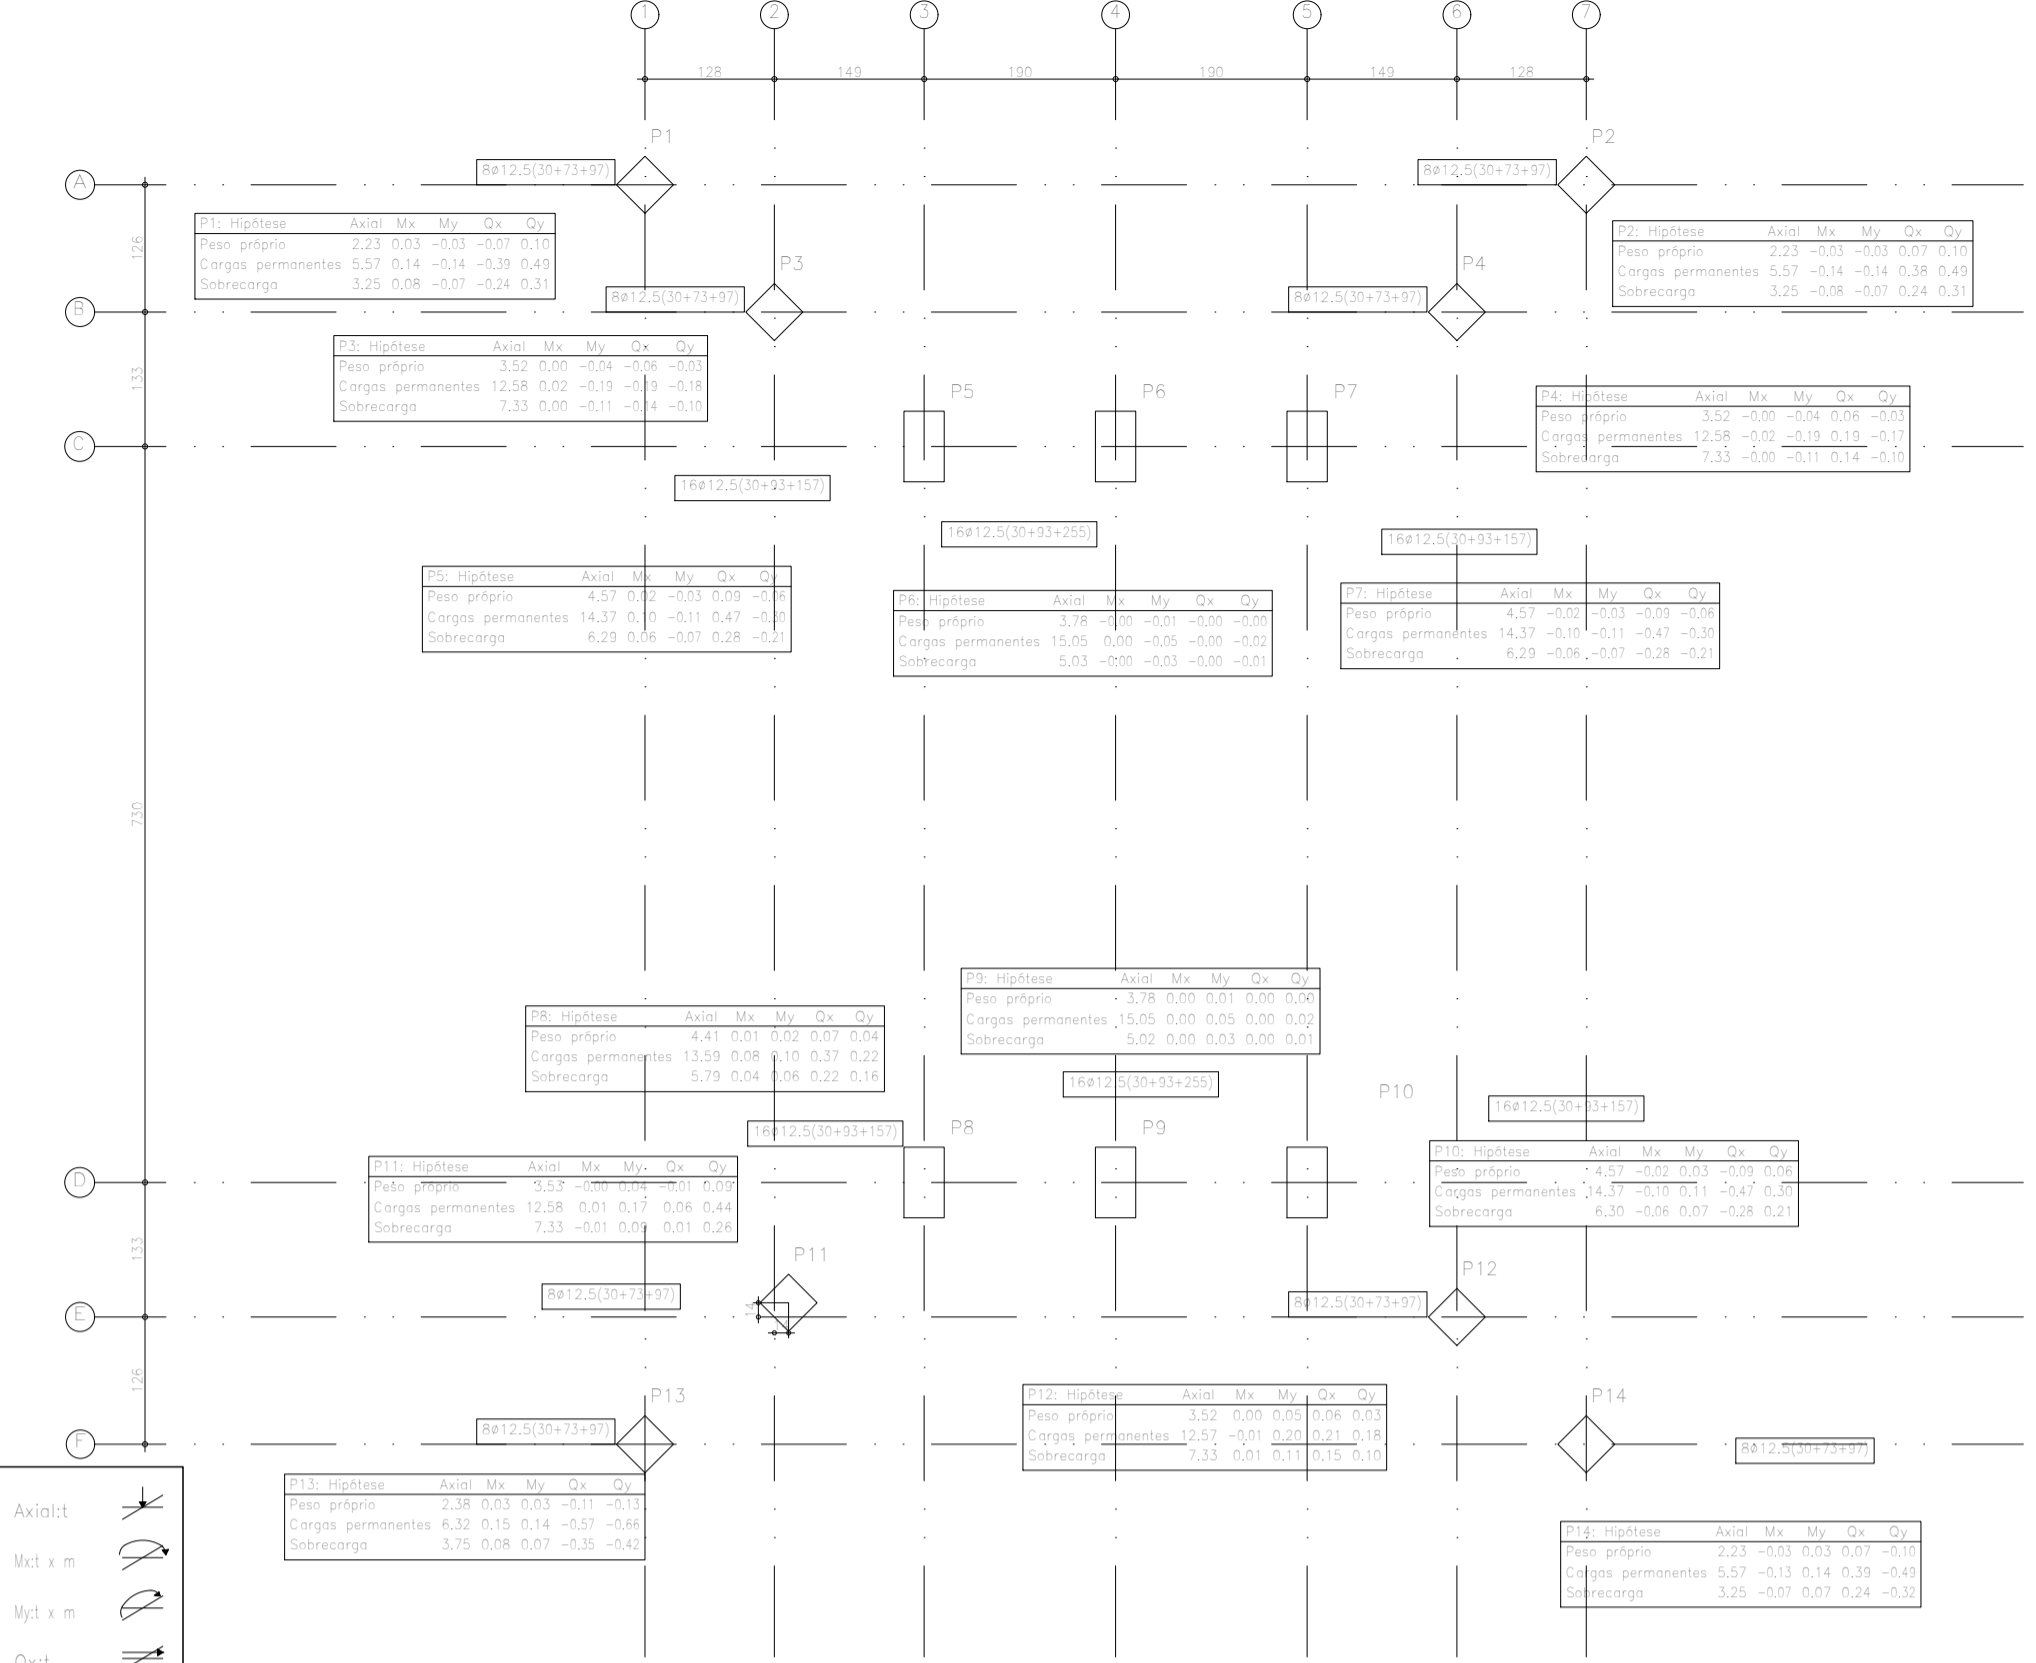 1 2 3 4 5 6 7
128 149 190 190 149 128
P1 P2
8ø12.5(30+73+97) 8ø12.5(30+73+97)
A
P1: Hipótese Axial Mx My Qx Qy
Peso próprio 2.23 0.03 -0.03 -0.07 0.10
Cargas permanentes 5.57 0.14 -0.14 -0.39 0.49
Sobrecarga 3.25 0.08 -0.07 -0.24 0.31
P2: Hipótese Axial Mx My Qx Qy
Peso próprio 2.23 -0.03 -0.03 0.07 0.10
Cargas permanentes 5.57 -0.14 -0.14 0.38 0.49
Sobrecarga 3.25 -0.08 -0.07 0.24 0.31
126
P3 P4
8ø12.5(30+73+97) 8ø12.5(30+73+97)
B
P3: Hipótese Axial Mx My Qx Qy
Peso próprio 3.52 0.00 -0.04 -0.06 -0.03
Cargas permanentes 12.58 0.02 -0.19 -0.19 -0.18
Sobrecarga 7.33 0.00 -0.11 -0.14 -0.10
133
P5 P6 P7
P4: Hipótese Axial Mx My Qx Qy
Peso próprio 3.52 -0.00 -0.04 0.06 -0.03
Cargas permanentes 12.58 -0.02 -0.19 0.19 -0.17
Sobrecarga 7.33 -0.00 -0.11 0.14 -0.10
C
16ø12.5(30+93+157)
16ø12.5(30+93+255)
16ø12.5(30+93+157)
P5: Hipótese Axial Mx My Qx Qy
Peso próprio 4.57 0.02 -0.03 0.09 -0.06
Cargas permanentes 14.37 0.10 -0.11 0.47 -0.30
Sobrecarga 6.29 0.06 -0.07 0.28 -0.21
P6: Hipótese Axial Mx My Qx Qy
Peso próprio 3.78 -0.00 -0.01 -0.00 -0.00
Cargas permanentes 15.05 0.00 -0.05 -0.00 -0.02
Sobrecarga 5.03 -0.00 -0.03 -0.00 -0.01
P7: Hipótese Axial Mx My Qx Qy
Peso próprio 4.57 -0.02 -0.03 -0.09 -0.06
Cargas permanentes 14.37 -0.10 -0.11 -0.47 -0.30
Sobrecarga 6.29 -0.06 -0.07 -0.28 -0.21
730
P9: Hipótese Axial Mx My Qx Qy
Peso próprio 3.78 0.00 0.01 0.00 0.00
Cargas permanentes 15.05 0.00 0.05 0.00 0.02
Sobrecarga 5.02 0.00 0.03 0.00 0.01
P8: Hipótese Axial Mx My Qx Qy
Peso próprio 4.41 0.01 0.02 0.07 0.04
Cargas permanentes 13.59 0.08 0.10 0.37 0.22
Sobrecarga 5.79 0.04 0.06 0.22 0.16
16ø12.5(30+93+255)
P10
16ø12.5(30+93+157)
16ø12.5(30+93+157)
P8 P9
P10: Hipótese Axial Mx My Qx Qy
Peso próprio 4.57 -0.02 0.03 -0.09 0.06
Cargas permanentes 14.37 -0.10 0.11 -0.47 0.30
Sobrecarga 6.30 -0.06 0.07 -0.28 0.21
P11: Hipótese Axial Mx My Qx Qy
Peso próprio 3.53 -0.00 0.04 -0.01 0.09
Cargas permanentes 12.58 0.01 0.17 0.06 0.44
Sobrecarga 7.33 -0.01 0.09 0.01 0.26
D
133
P11
P12
8ø12.5(30+73+97)
8ø12.5(30+73+97)
14
E
126
P13 P14
8ø12.5(30+73+97)
P12: Hipótese Axial Mx My Qx Qy
Peso próprio 3.52 0.00 0.05 0.06 0.03
Cargas permanentes 12.57 -0.01 0.20 0.21 0.18
Sobrecarga 7.33 0.01 0.11 0.15 0.10
F
8ø12.5(30+73+97)
P13: Hipótese Axial Mx My Qx Qy
Peso próprio 2.38 0.03 0.03 -0.11 -0.13
Cargas permanentes 6.32 0.15 0.14 -0.57 -0.66
Sobrecarga 3.75 0.08 0.07 -0.35 -0.42
P14: Hipótese Axial Mx My Qx Qy
Peso próprio 2.23 -0.03 0.03 0.07 -0.10
Cargas permanentes 5.57 -0.13 0.14 0.39 -0.49
Sobrecarga 3.25 -0.07 0.07 0.24 -0.32
Axial:t
Mx:t x m
My:t x m
Qx:t